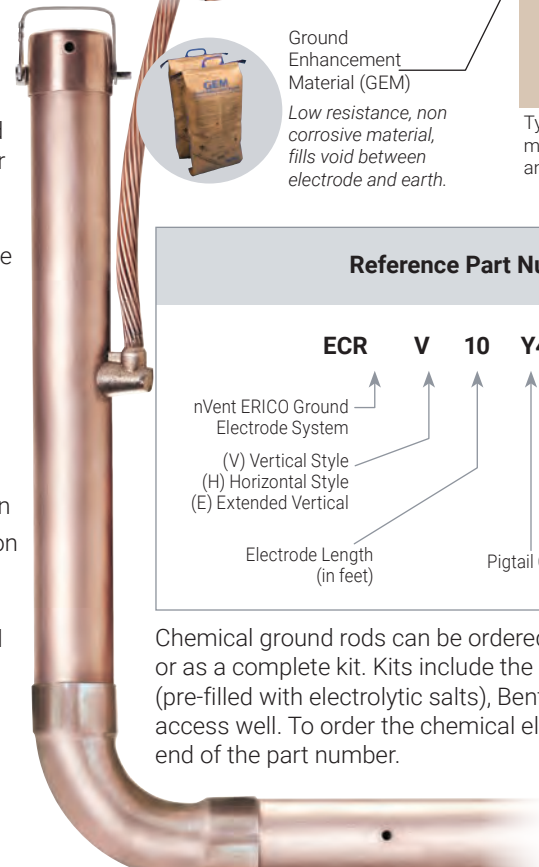 Ground
Enhancement
Material (GEM)
Low resistance, non
corrosive material,
fills void between
electrode and earth.
GEM
Reference Part
ECR V 10
nVent ERICO Ground
Electrode System
(V) Vertical Style
(H) Horizontal Style
(E) Extended Vertical
Electrode Length
(in feet)
Pigtail
Chemical ground rods can be ordered
or as a complete kit. Kits include the
(pre-filled with electrolytic salts),
access well. To order the chemical
end of the part number.